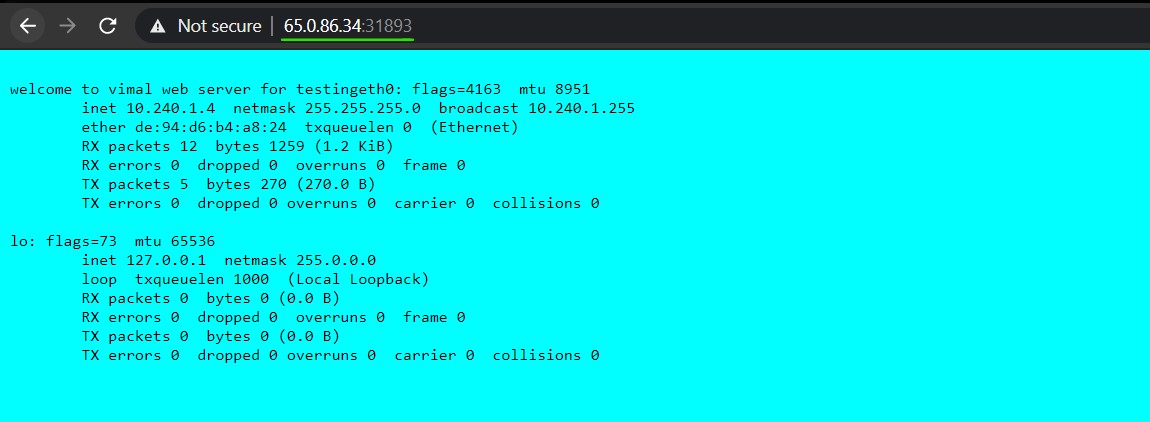 Not secure | 65.0.86.34:31893
welcome to vimal web server for testingeth0: flags=4163  mtu 8951
        inet 10.240.1.4  netmask 255.255.255.0  broadcast 10.240.1.255
        ether de:94:d6:b4:a8:24  txqueuelen 0  (Ethernet)
        RX packets 12  bytes 1259 (1.2 KiB)
        RX errors 0  dropped 0  overruns 0  frame 0
        TX packets 5  bytes 270 (270.0 B)
        TX errors 0  dropped 0 overruns 0  carrier 0  collisions 0
lo: flags=73  mtu 65536
        inet 127.0.0.1  netmask 255.0.0.0
        loop  txqueuelen 1000  (Local Loopback)
        RX packets 0  bytes 0 (0.0 B)
        RX errors 0  dropped 0  overruns 0  frame 0
        TX packets 0  bytes 0 (0.0 B)
        TX errors 0  dropped 0 overruns 0  carrier 0  collisions 0